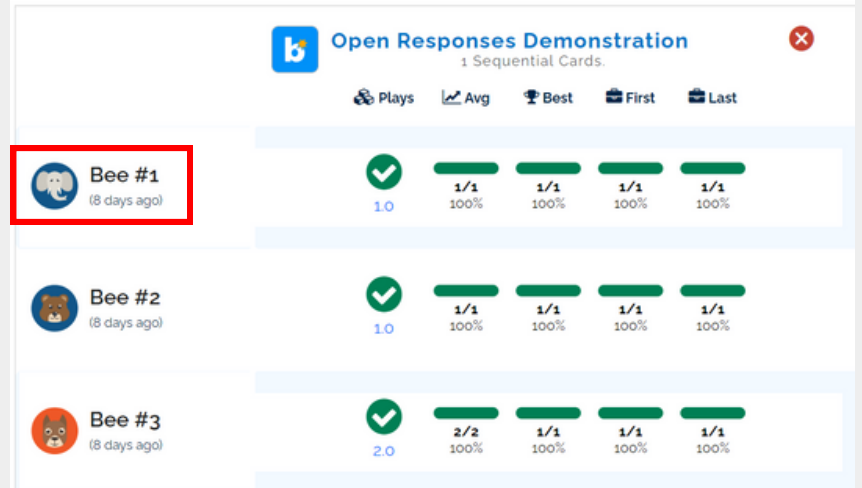 b Open Responses Demonstration
1 Sequential Cards.
Plays Avg Best First Last
Bee #1
(8 days ago)
1.0
1/1 1/1 1/1 1/1
100% 100% 100% 100%
Bee #2
(8 days ago)
1.0
1/1 1/1 1/1 1/1
100% 100% 100% 100%
Bee #3
(8 days ago)
2.0
2/2 1/1 1/1 1/1
100% 100% 100% 100%